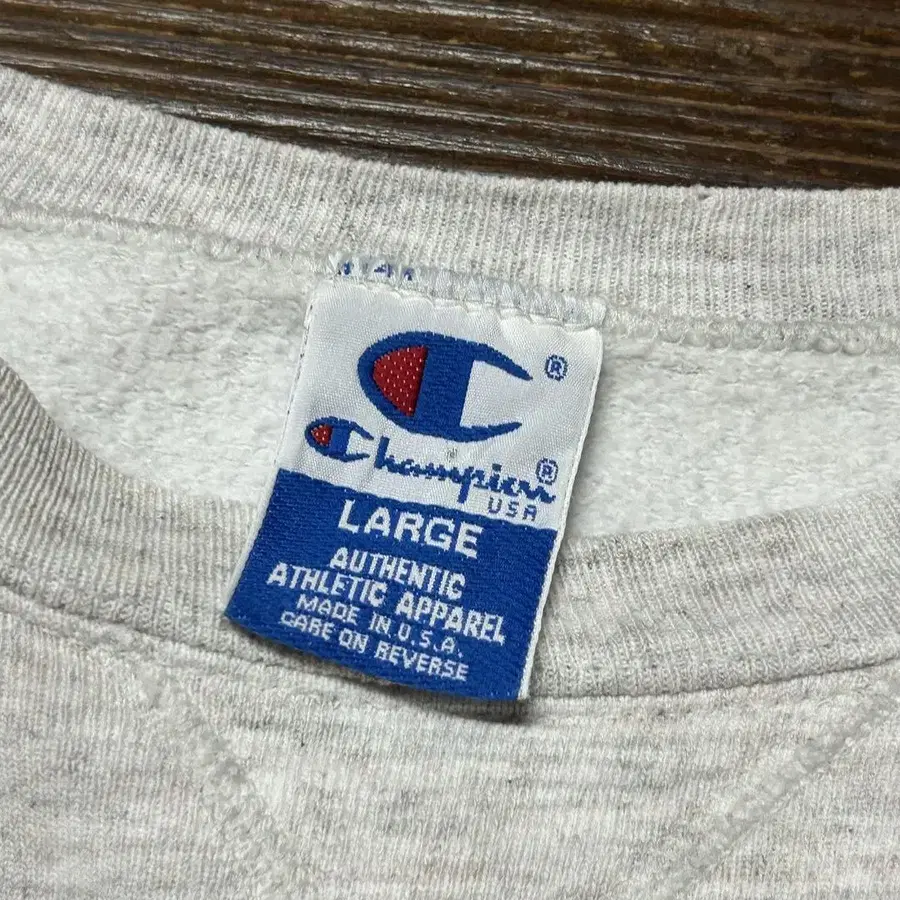 ®
Champion®
USA
LARGE
AUTHENTIC
ATHLETIC APPAREL
MADE IN U.S.A.
CARE ON REVERSE